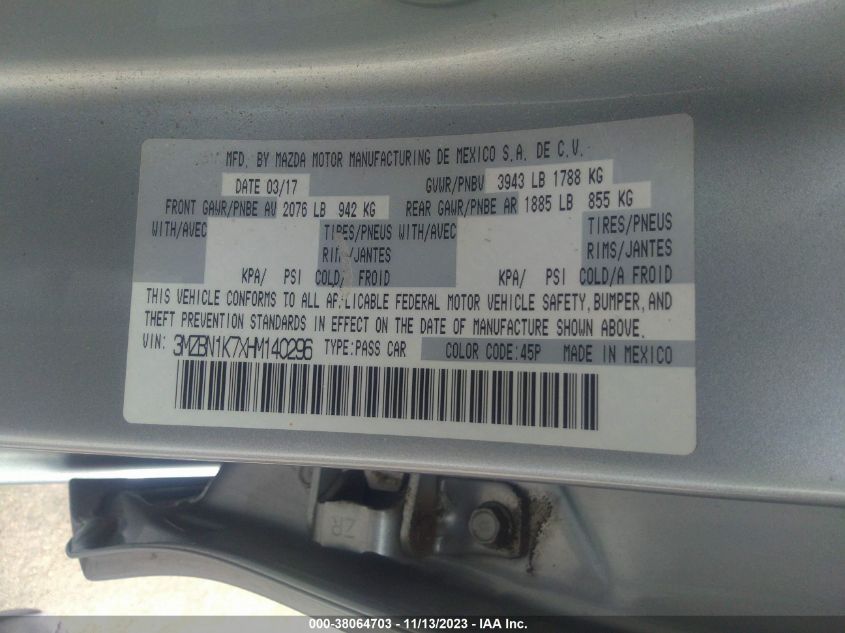 MFD. BY MAZDA MOTOR MANUFACTURING DE MEXICO S.A. DE C.V.
DATE 03/17 GVWR/PNBV 3943 LB 1788 KG
FRONT GAWR/PNBE AV 2076 LB 942 KG REAR GAWR/PNBE AR 1885 LB 855 KG
WITH/AVEC TIRES/PNEUS WITH/AVEC TIRES/PNEUS
RIMS/JANTES RIMS/JANTES
KPA/ PSI COLD/ FROID KPA/ PSI COLD/A FROID
THIS VEHICLE CONFORMS TO ALL APPLICABLE FEDERAL MOTOR VEHICLE SAFETY, BUMPER, AND
THEFT PREVENTION STANDARDS IN EFFECT ON THE DATE OF MANUFACTURE SHOWN ABOVE.
VIN: 3MZBN1K7XHM140296 TYPE:PASS CAR COLOR CODE:45P MADE IN MEXICO
ZR
000-38064703 - 11/13/2023 - IAAI.com